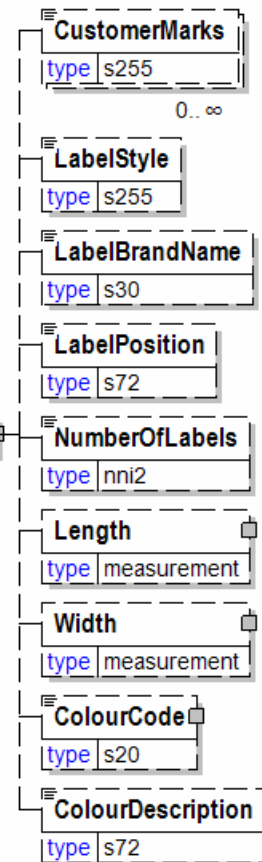 CustomerMarks
type s255
0.. ∞
LabelStyle
type s255
LabelBrandName
type s30
LabelPosition
type s72
NumberOfLabels
type nni2
Length
type measurement
Width
type measurement
ColourCode
type s20
ColourDescription
type s72